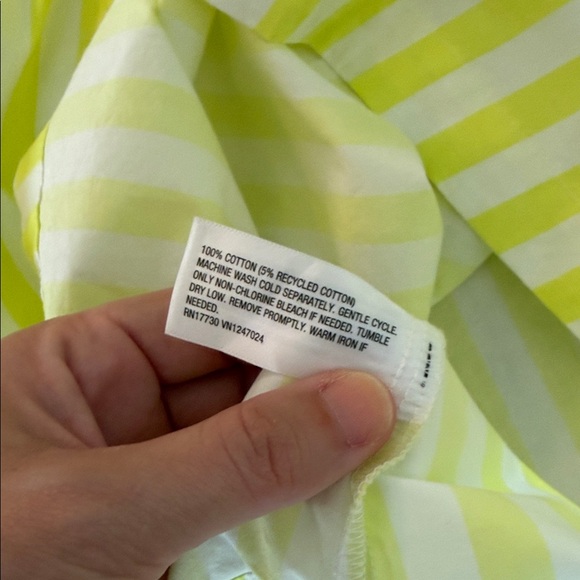 100% COTTON (5% RECYCLED COTTON)
MACHINE WASH COLD SEPARATELY. GENTLE CYCLE.
ONLY NON-CHLORINE BLEACH IF NEEDED. TUMBLE
DRY LOW. REMOVE PROMPTLY. WARM IRON IF
NEEDED.
RN17730 VN1247024